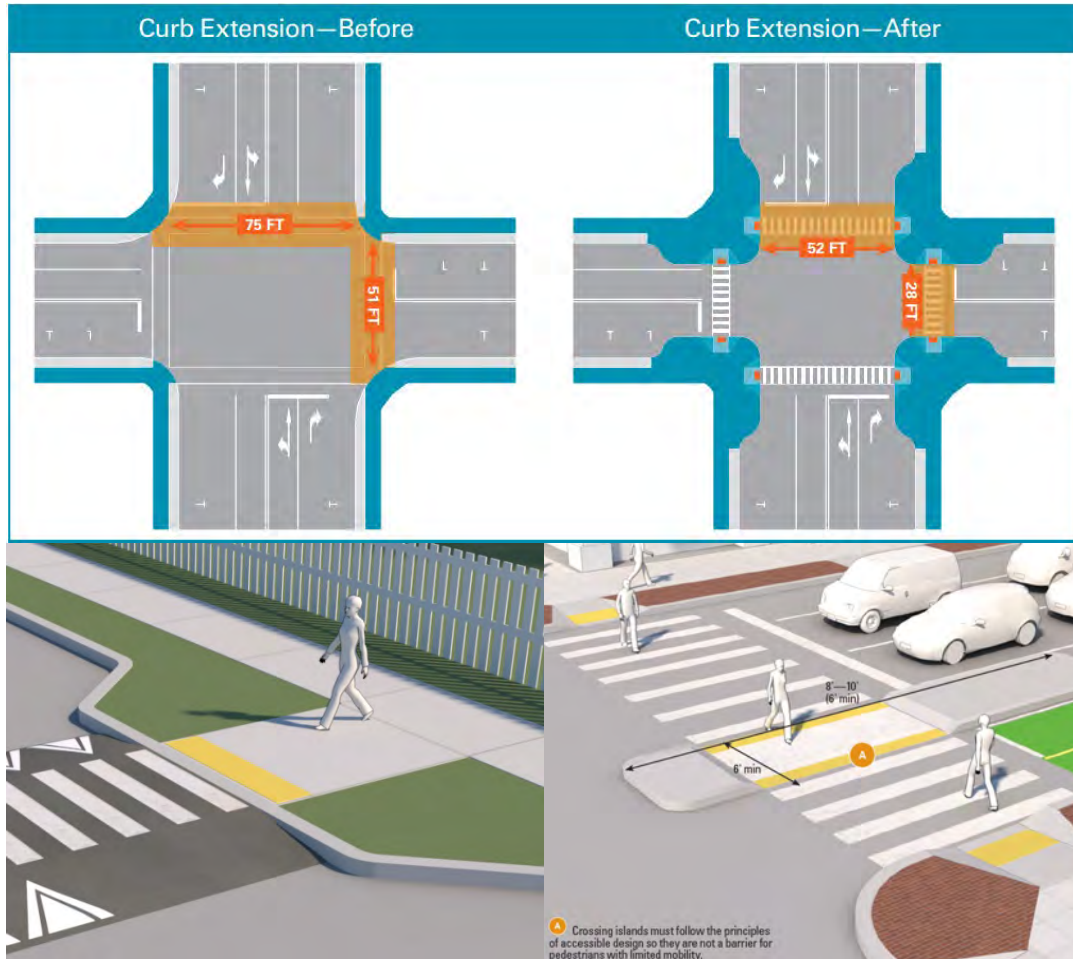 Curb Extension—Before
Curb Extension—After
75 FT
51 FT
52 FT
28 FT
8'—10'
(6' min)
6' min
A
A Crossing islands must follow the principles
of accessible design so they are not a barrier for
pedestrians with limited mobility.